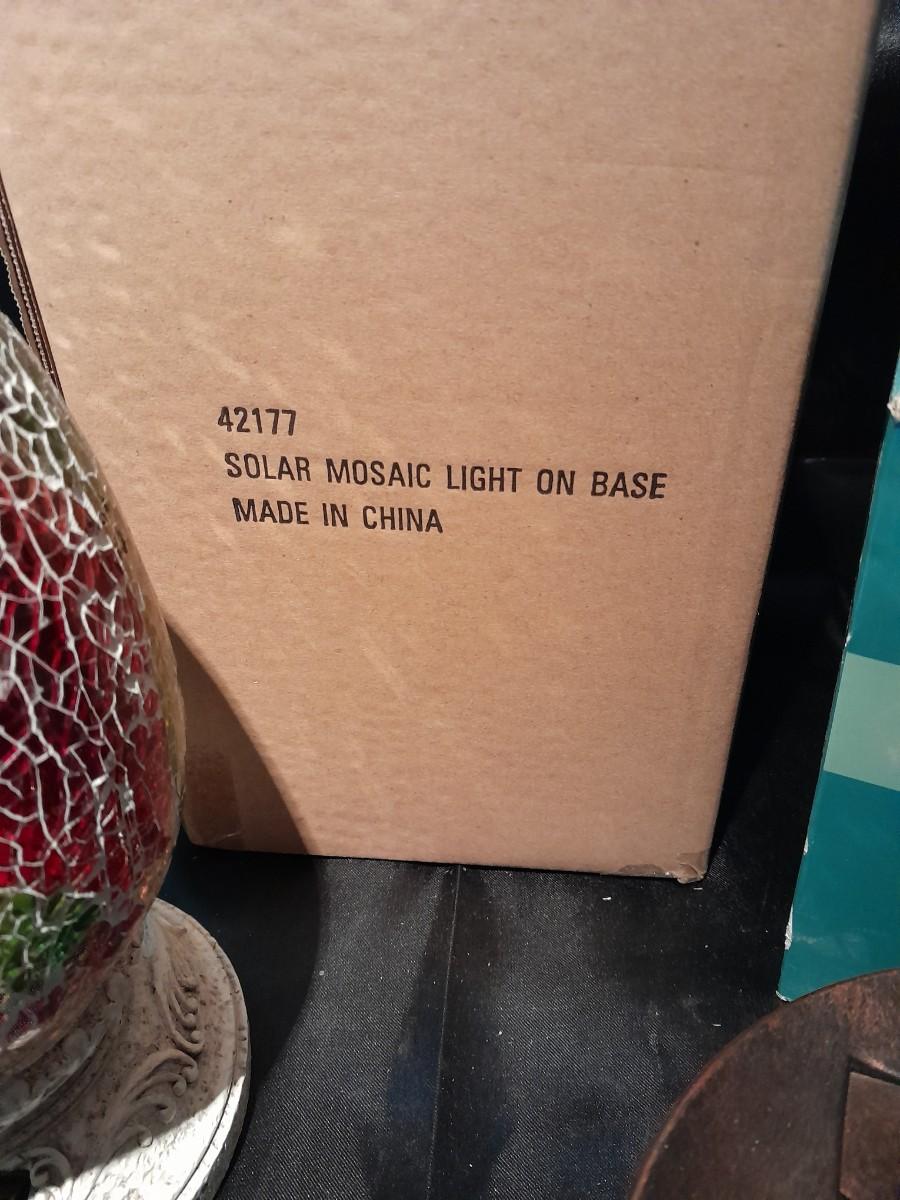 42177
SOLAR MOSAIC LIGHT ON BASE
MADE IN CHINA